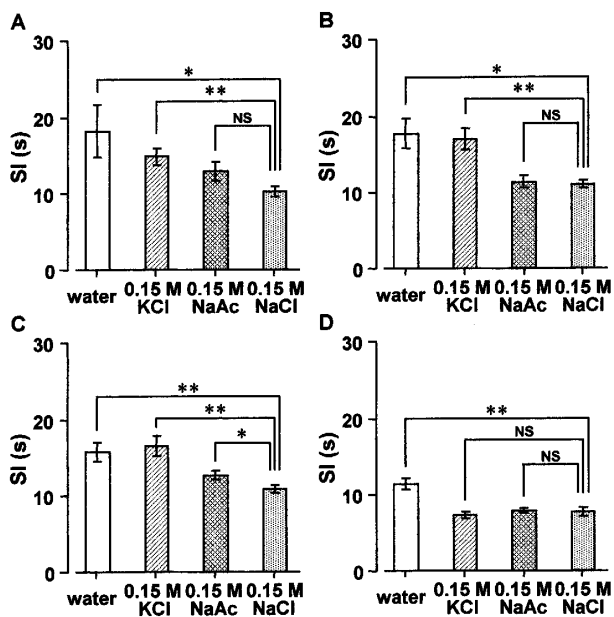 A
SI (s)
30
20
10
0
*
**
NS
water
0.15 M KCl
0.15 M NaAc
0.15 M NaCl
B
SI (s)
30
20
10
0
*
**
NS
water
0.15 M KCl
0.15 M NaAc
0.15 M NaCl
C
SI (s)
30
20
10
0
**
**
*
water
0.15 M KCl
0.15 M NaAc
0.15 M NaCl
D
SI (s)
30
20
10
0
**
NS
NS
water
0.15 M KCl
0.15 M NaAc
0.15 M NaCl